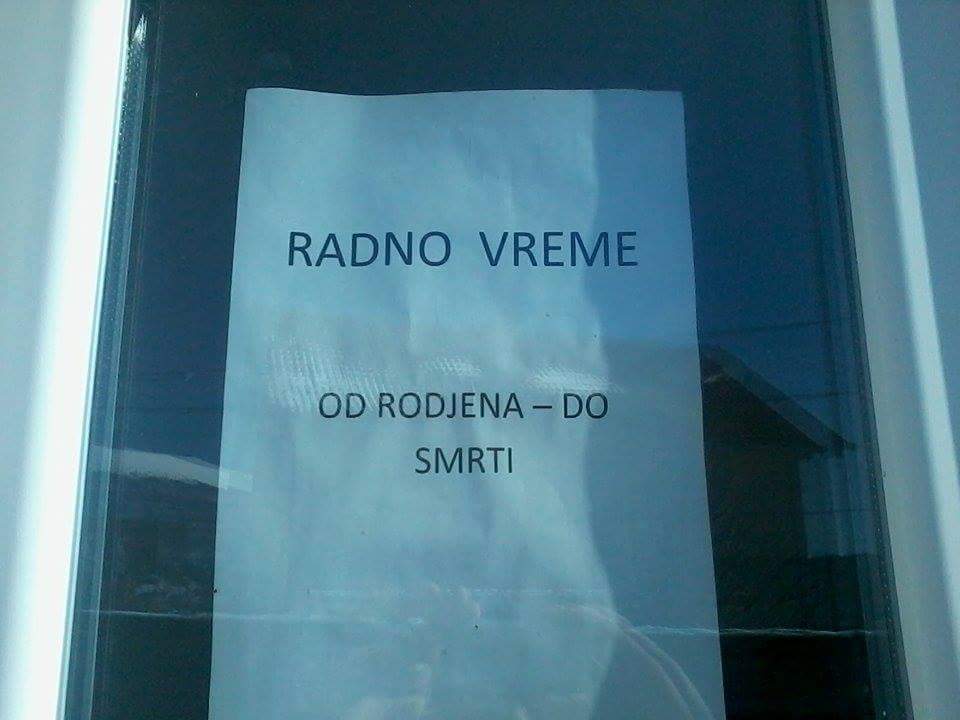 RADNO VREME
OD RODJENA – DO
SMRTI